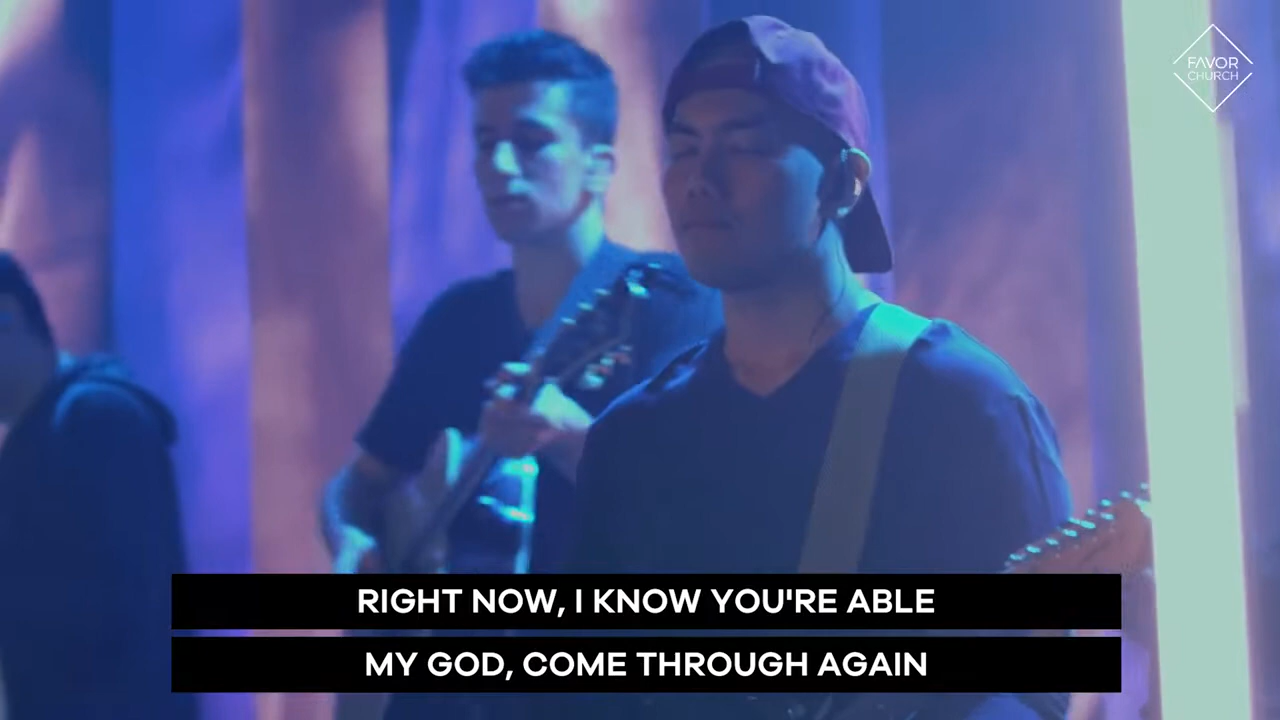 FAVOR
CHURCH
RIGHT NOW, I KNOW YOU'RE ABLE
MY GOD, COME THROUGH AGAIN